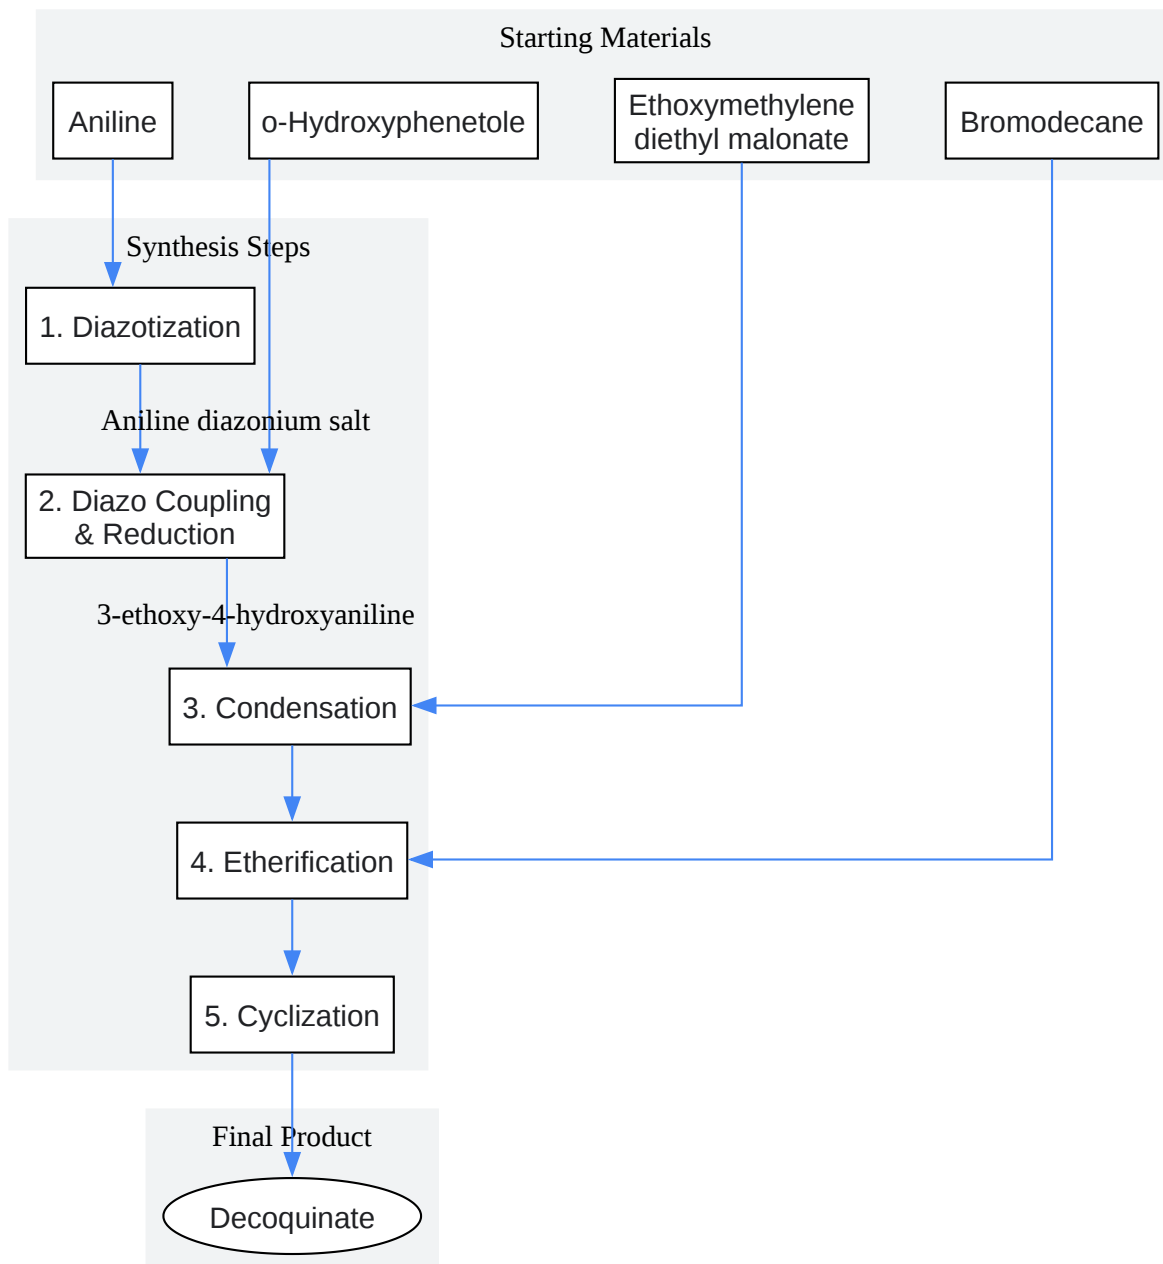 Starting Materials
Aniline
o-Hydroxyphenetole
Ethoxymethylene
diethyl malonate
Bromodecane
Synthesis Steps
1. Diazotization
Aniline diazonium salt
2. Diazo Coupling
& Reduction
3-ethoxy-4-hydroxyaniline
3. Condensation
4. Etherification
5. Cyclization
Final Product
Decoquinate